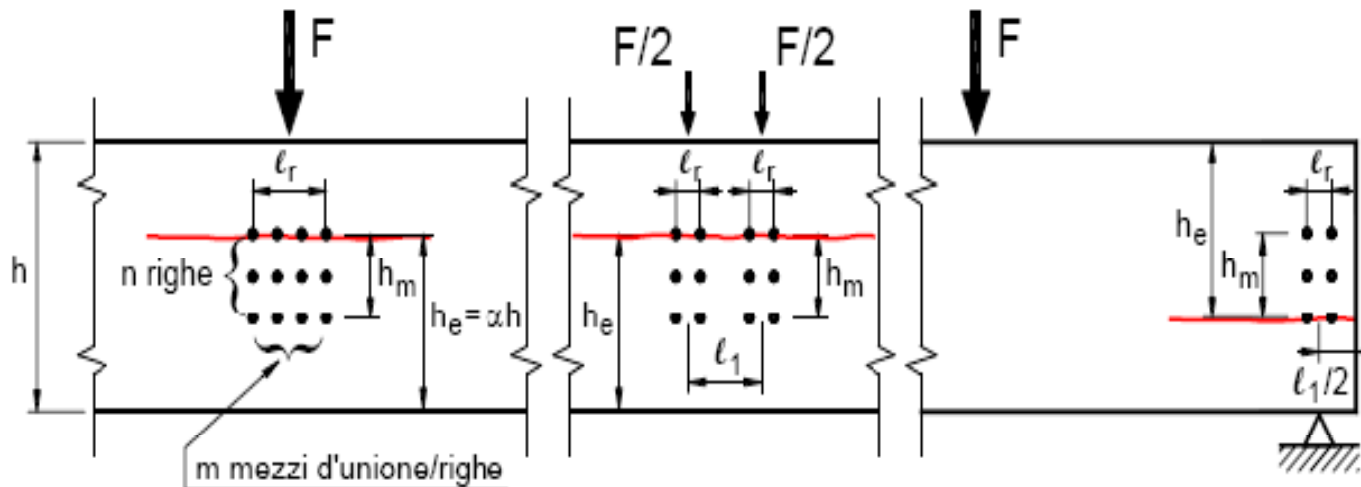 F
F/2 F/2
F
ℓr
ℓr ℓr
ℓr
h
n righe
hm
he = αh
he
hm
ℓ1
he
hm
ℓ1/2
m mezzi d'unione/righe